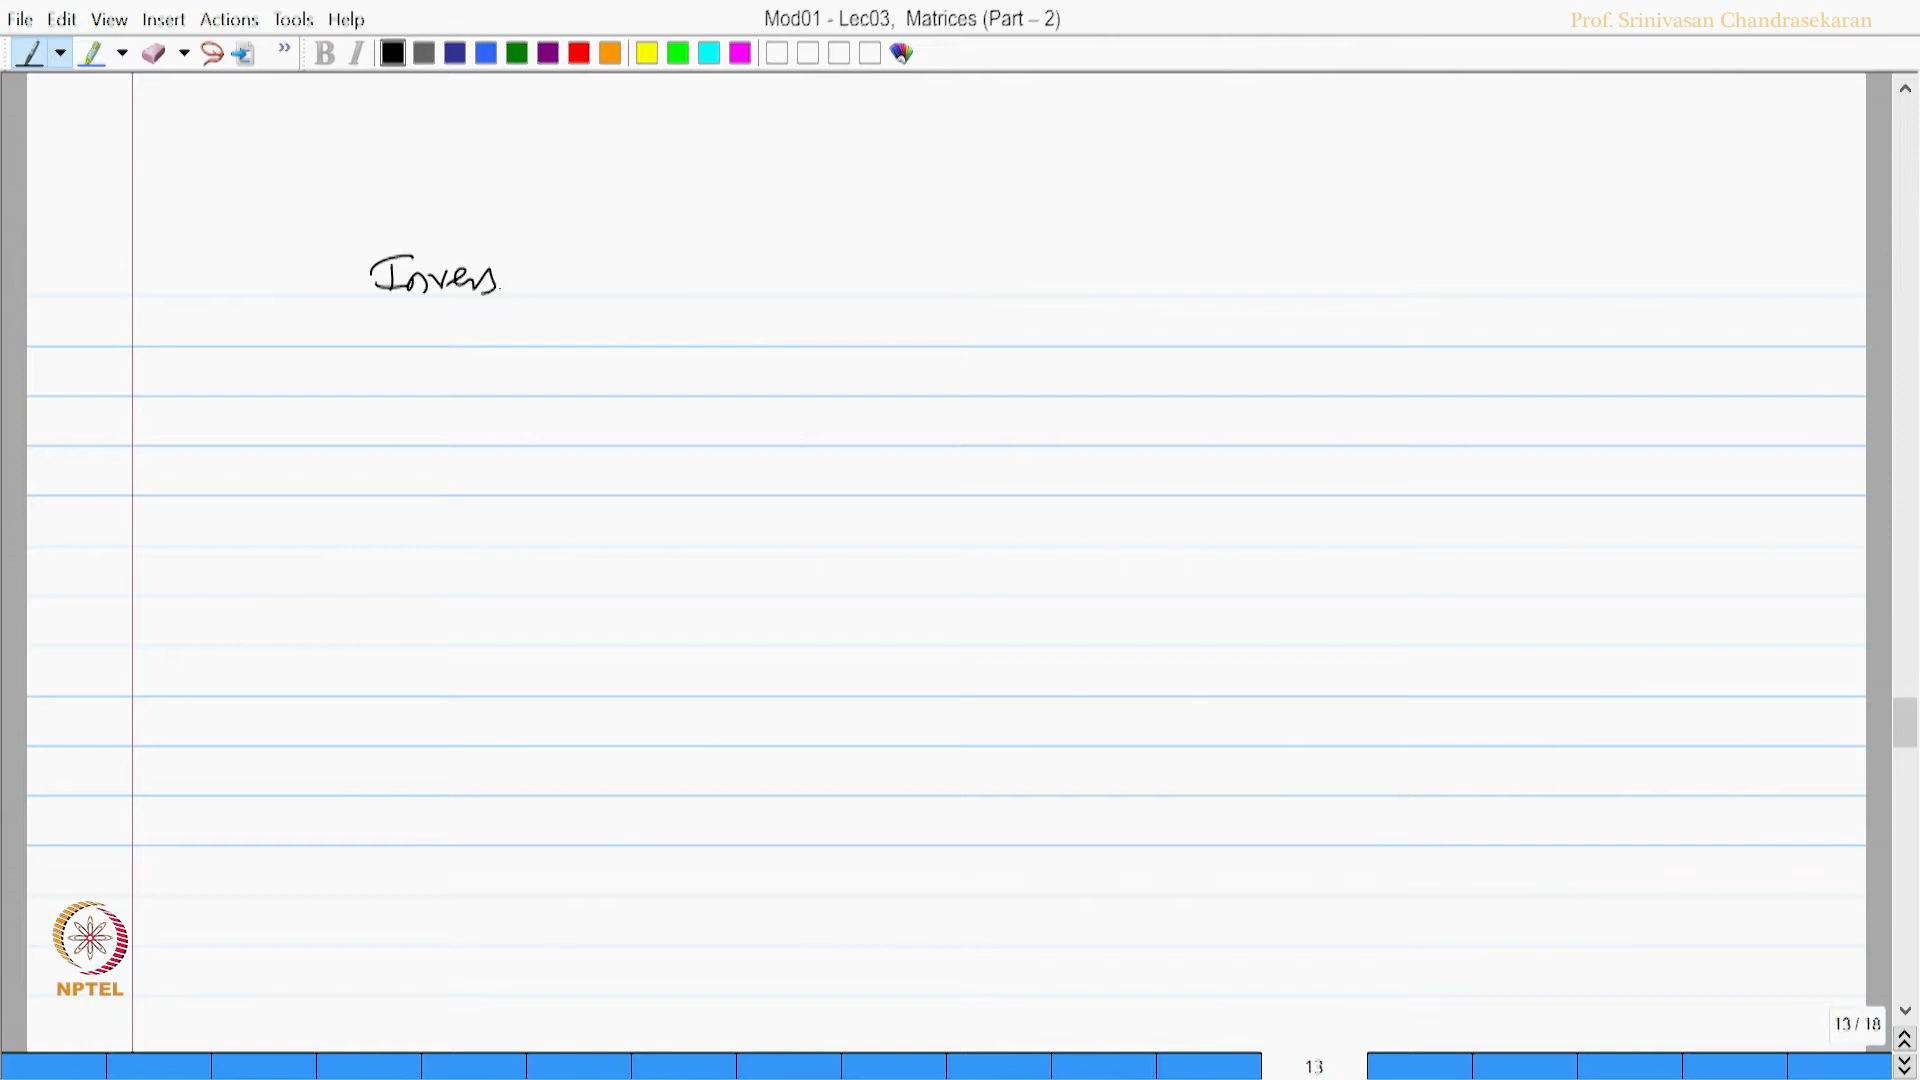 File Edit View Insert Actions Tools Help
Mod01 - Lec03, Matrices (Part – 2)
Prof. Srinivasan Chandrasekaran
B I
Invers
NPTEL
13 / 18
13